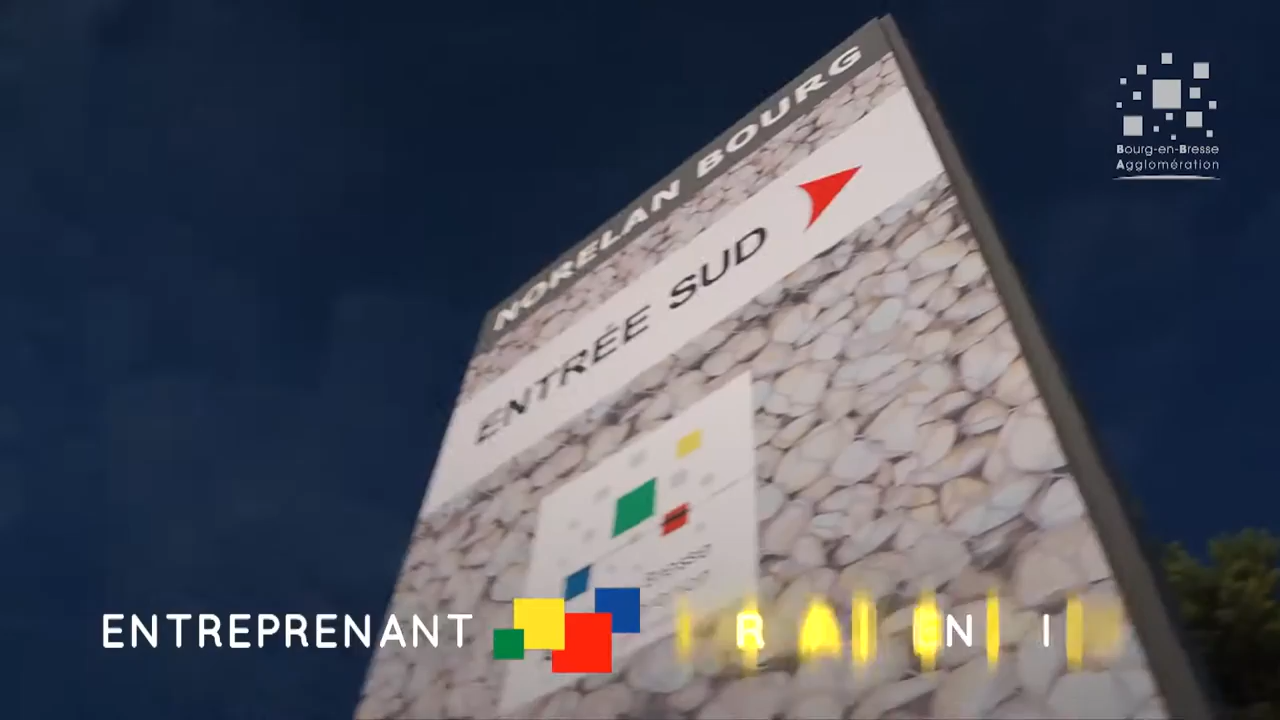 NORELAN BOURG
ENTRÉE SUD
Bourg-en-Bresse
Agglomération
ENTREPRENANT